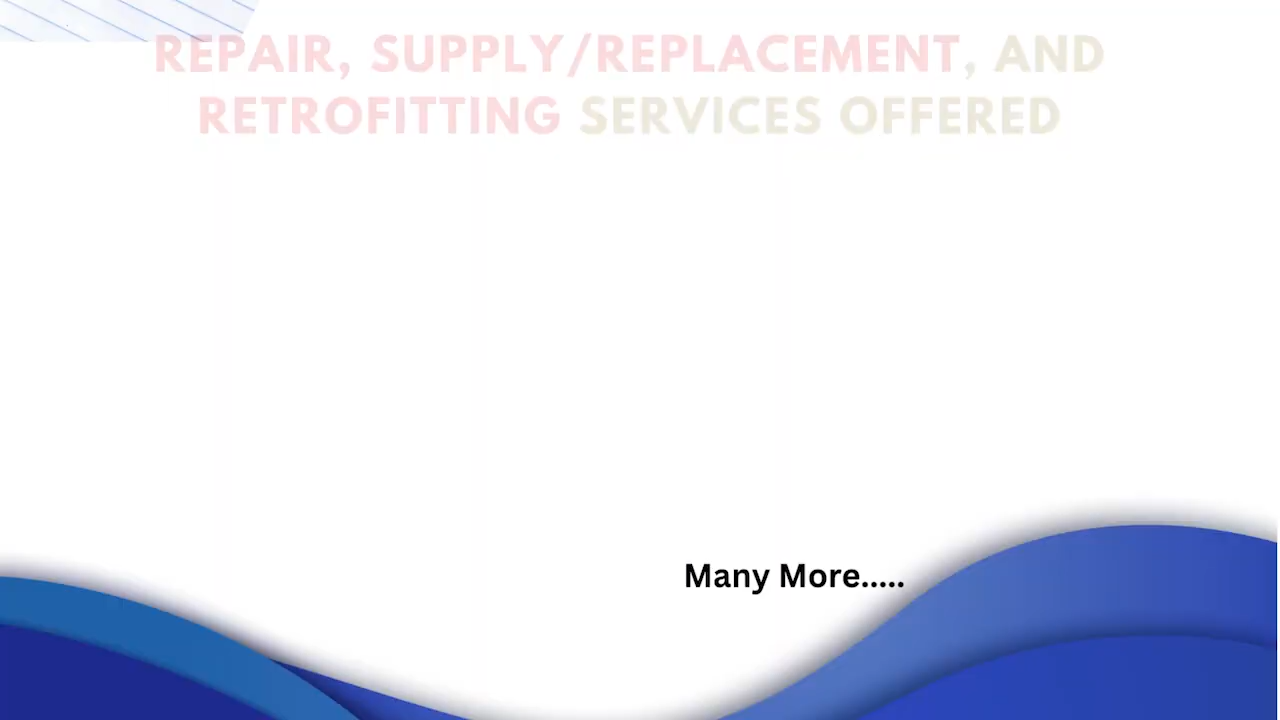 REPAIR, SUPPLY/REPLACEMENT, AND
RETROFITTING SERVICES OFFERED
Many More.....